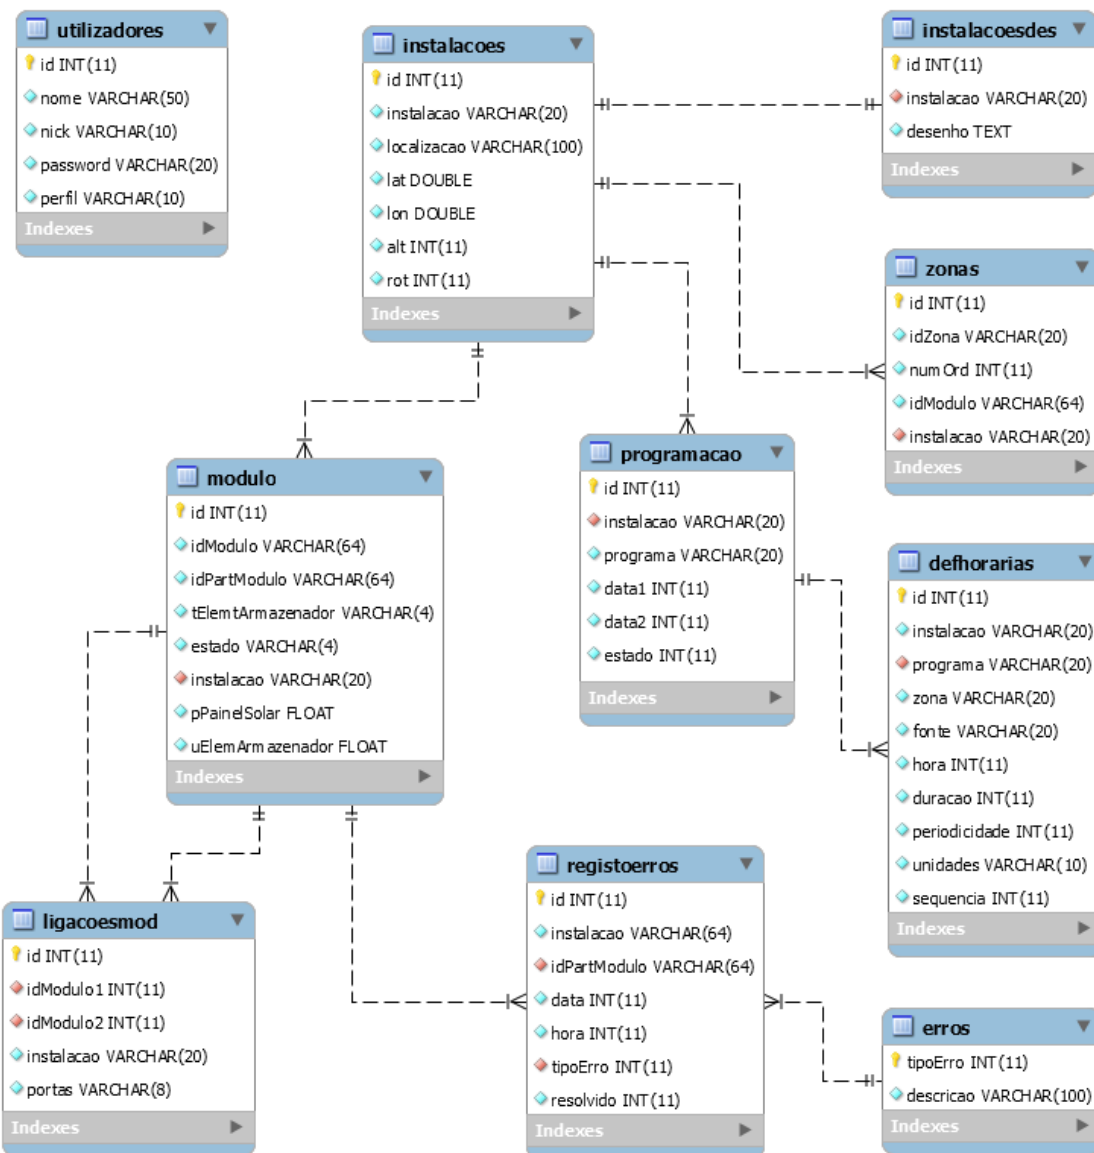 utilizadores
id INT(11)
nome VARCHAR(50)
nick VARCHAR(10)
password VARCHAR(20)
perfil VARCHAR(10)
Indexes
instalacoes
id INT(11)
instalacao VARCHAR(20)
localizacao VARCHAR(100)
lat DOUBLE
lon DOUBLE
alt INT(11)
rot INT(11)
Indexes
instalacoesdes
id INT(11)
instalacao VARCHAR(20)
desenho TEXT
Indexes
zonas
id INT(11)
idZona VARCHAR(20)
numOrd INT(11)
idModulo VARCHAR(64)
instalacao VARCHAR(20)
Indexes
modulo
id INT(11)
idModulo VARCHAR(64)
idPartModulo VARCHAR(64)
tElemtArmazenador VARCHAR(4)
estado VARCHAR(4)
instalacao VARCHAR(20)
pPainelSolar FLOAT
uElemArmazenador FLOAT
Indexes
programacao
id INT(11)
instalacao VARCHAR(20)
programa VARCHAR(20)
data1 INT(11)
data2 INT(11)
estado INT(11)
Indexes
defhorarias
id INT(11)
instalacao VARCHAR(20)
programa VARCHAR(20)
zona VARCHAR(20)
fonte VARCHAR(20)
hora INT(11)
duracao INT(11)
periodicidade INT(11)
unidades VARCHAR(10)
sequencia INT(11)
Indexes
ligacoesmod
id INT(11)
idModulo1 INT(11)
idModulo2 INT(11)
instalacao VARCHAR(20)
portas VARCHAR(8)
Indexes
registoerros
id INT(11)
instalacao VARCHAR(64)
idPartModulo VARCHAR(64)
data INT(11)
hora INT(11)
tipoErro INT(11)
resolvido INT(11)
Indexes
erros
tipoErro INT(11)
descricao VARCHAR(100)
Indexes